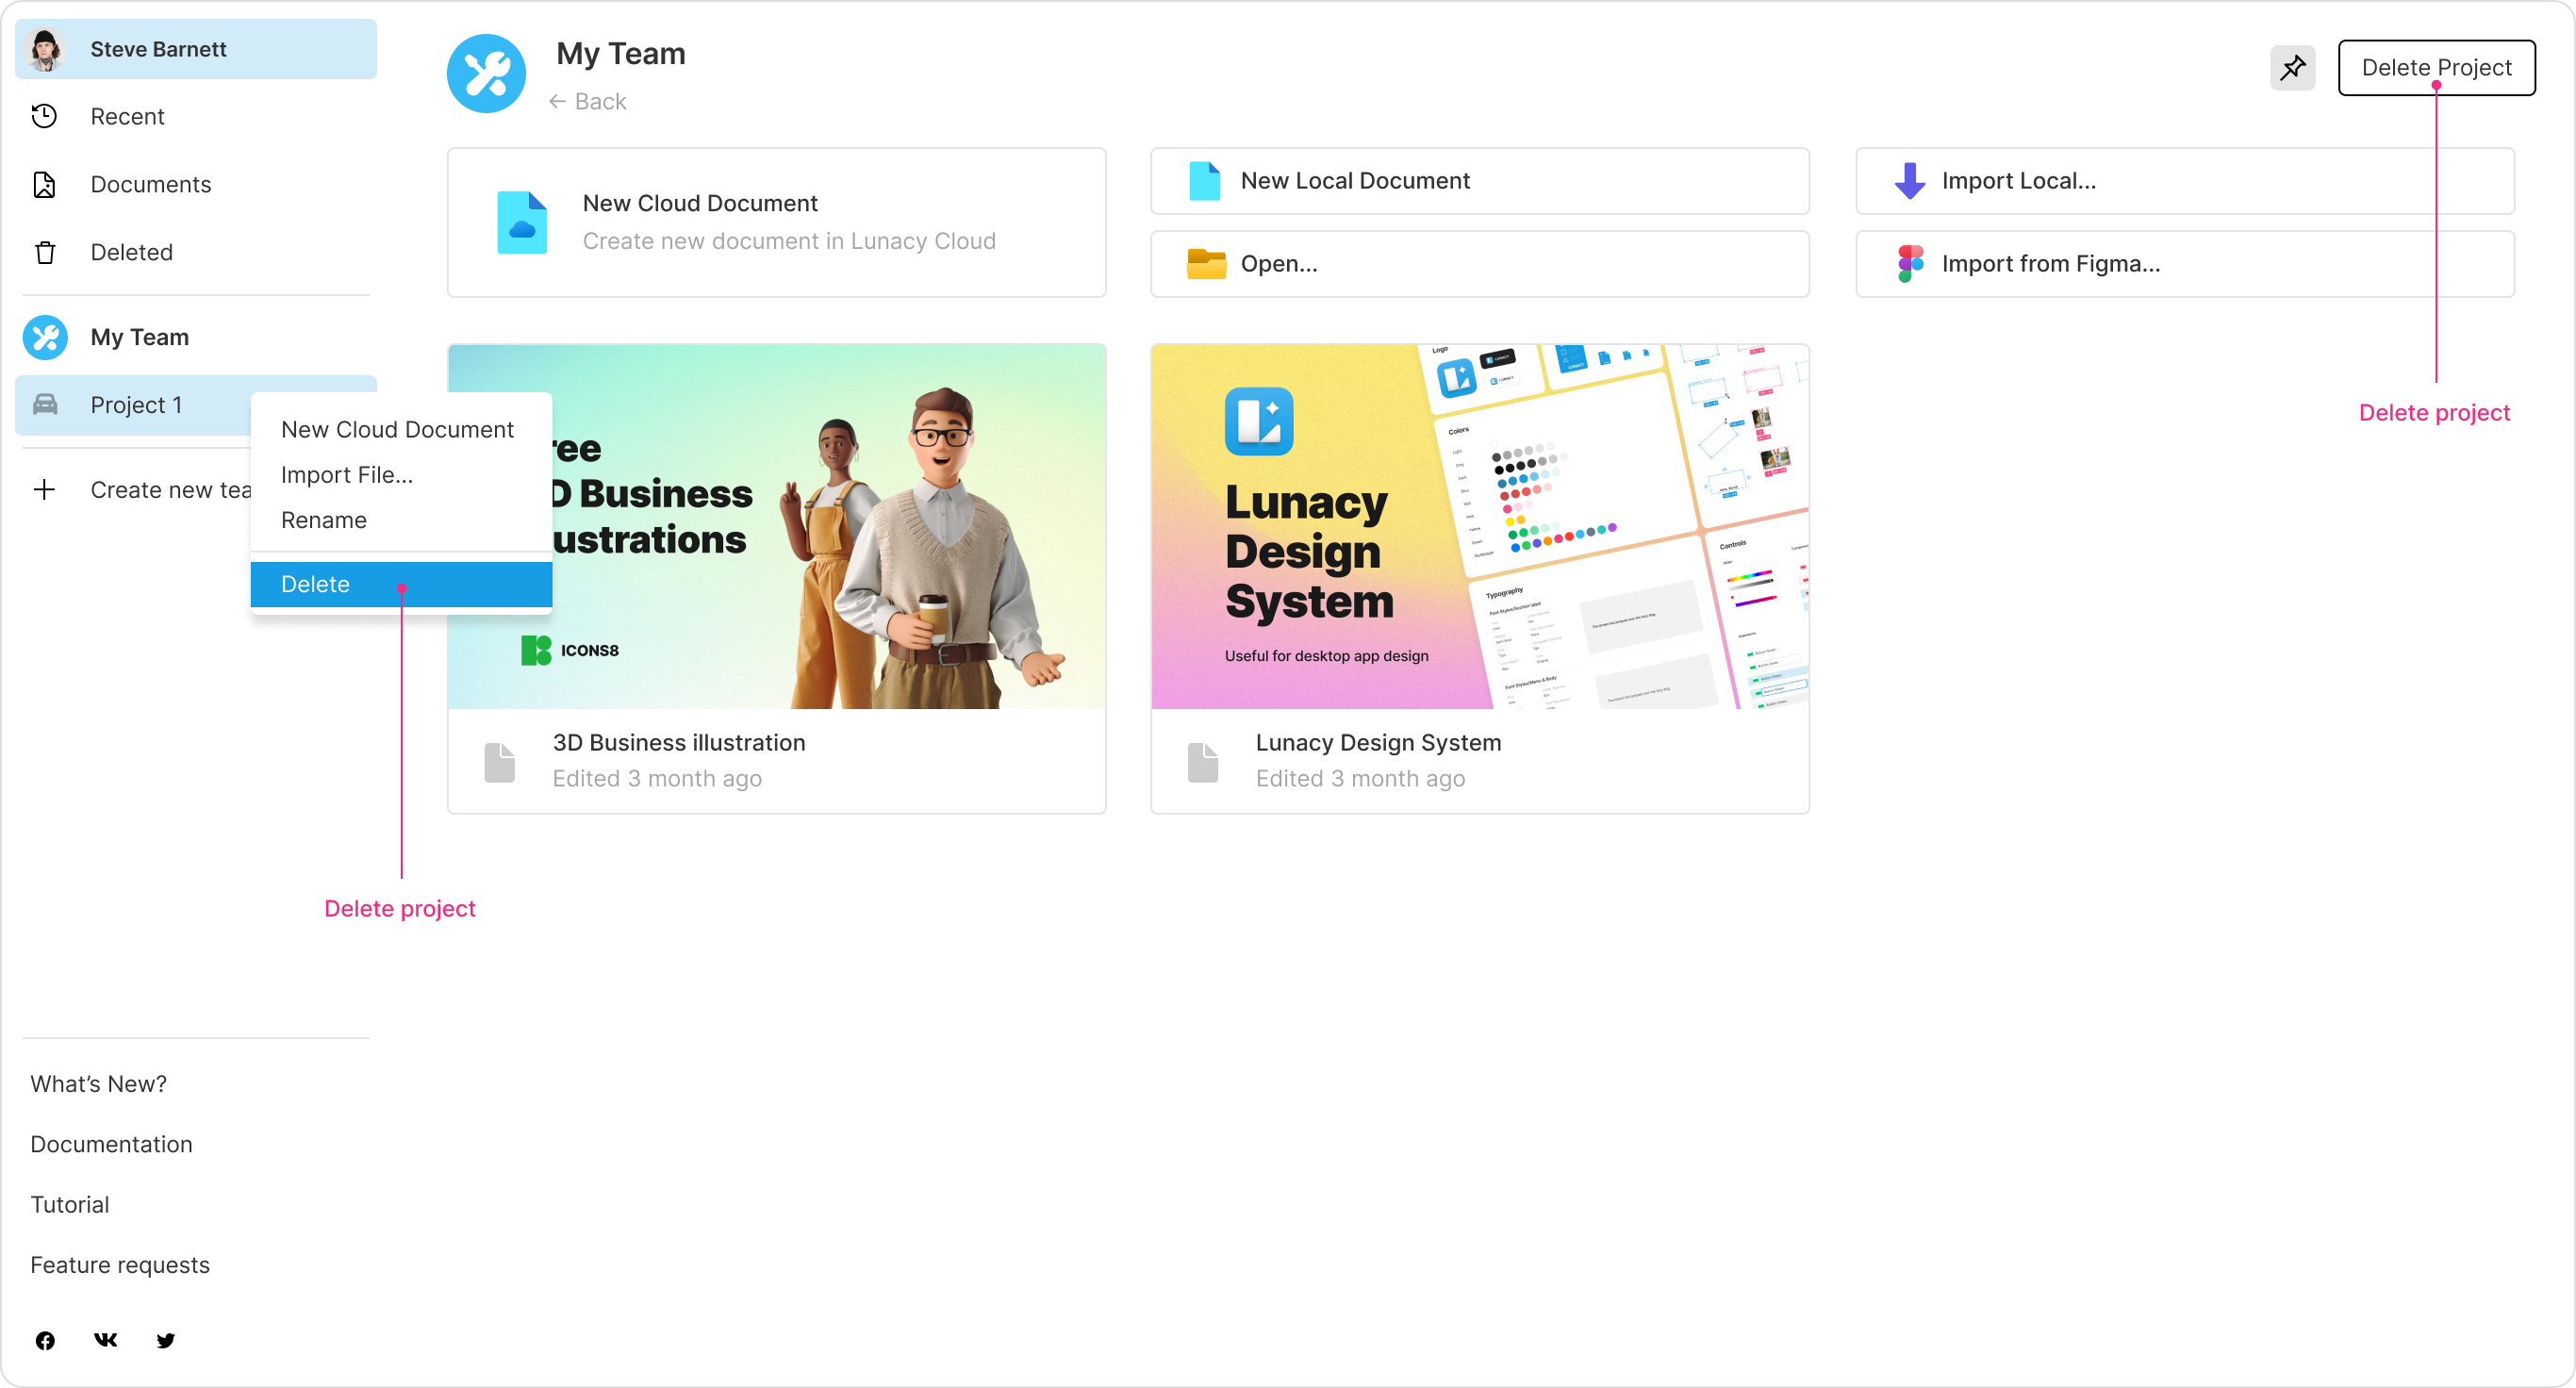 Steve Barnett
Recent
Documents
Deleted
My Team
Project 1
Create new tea
New Cloud Document
Import File...
Rename
Delete
Delete project
What's New?
Documentation
Tutorial
Feature requests
My Team
← Back
Delete Project
Delete project
New Cloud Document
Create new document in Lunacy Cloud
New Local Document
Open...
Import Local...
Import from Figma...
ree
D Business
ustrations
ICONS8
3D Business illustration
Edited 3 month ago
Lunacy
Design
System
Useful for desktop app design
Logo
Colors
Typography
Controls
Lunacy Design System
Edited 3 month ago